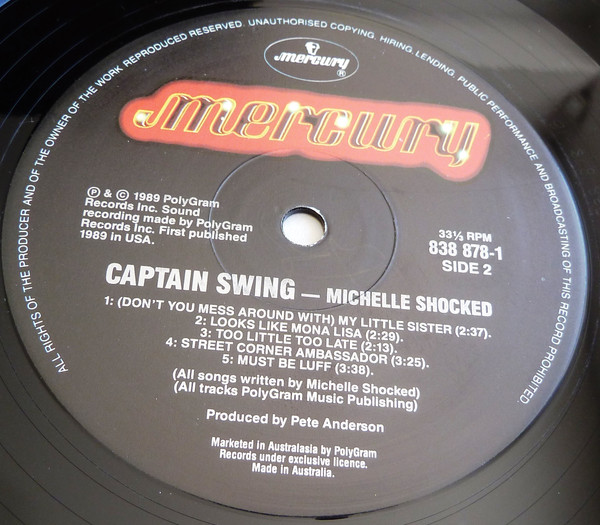 ALL RIGHTS OF THE PRODUCER AND OF THE OWNER OF THE WORK REPRODUCED RESERVED. UNAUTHORISED COPYING, HIRING, LENDING, PUBLIC PERFORMANCE AND BROADCASTING OF THIS RECORD PROHIBITED
mercury ®
mercury
℗ & © 1989 PolyGram
Records Inc. Sound
recording made by PolyGram
Records Inc. First published
1989 in USA.
33⅓ RPM
838 878-1
SIDE 2
CAPTAIN SWING – MICHELLE SHOCKED
1: (DON'T YOU MESS AROUND WITH) MY LITTLE SISTER (2:37).
2: LOOKS LIKE MONA LISA (2:29).
3: TOO LITTLE TOO LATE (2:13).
4: STREET CORNER AMBASSADOR (3:25).
5: MUST BE LUFF (3:38).
(All songs written by Michelle Shocked)
(All tracks PolyGram Music Publishing)
Produced by Pete Anderson
Marketed in Australasia by PolyGram
Records under exclusive licence.
Made in Australia.